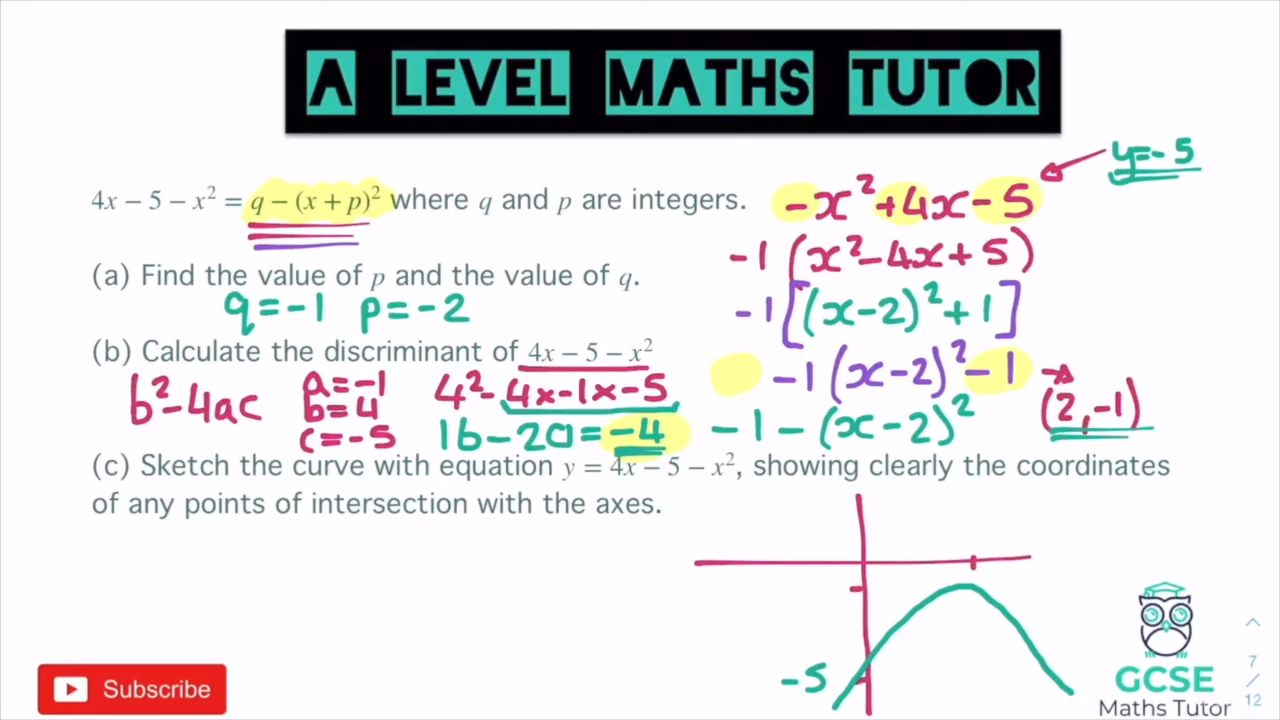 A LEVEL MATHS TUTOR
y=-5
4x − 5 − x² = q − (x + p)² where q and p are integers.
-x²+4x-5
-1(x²-4x+5)
(a) Find the value of p and the value of q.
q=-1 p=-2
-1[(x-2)²+1]
(b) Calculate the discriminant of 4x − 5 − x²
-1(x-2)²-1
b²-4ac
a=-1
b=4
c=-5
4²-4x-1x-5
16-20=-4
-1-(x-2)²
(2,-1)
(c) Sketch the curve with equation y = 4x − 5 − x², showing clearly the coordinates
of any points of intersection with the axes.
-5
Subscribe
GCSE
Maths Tutor
7
/
12